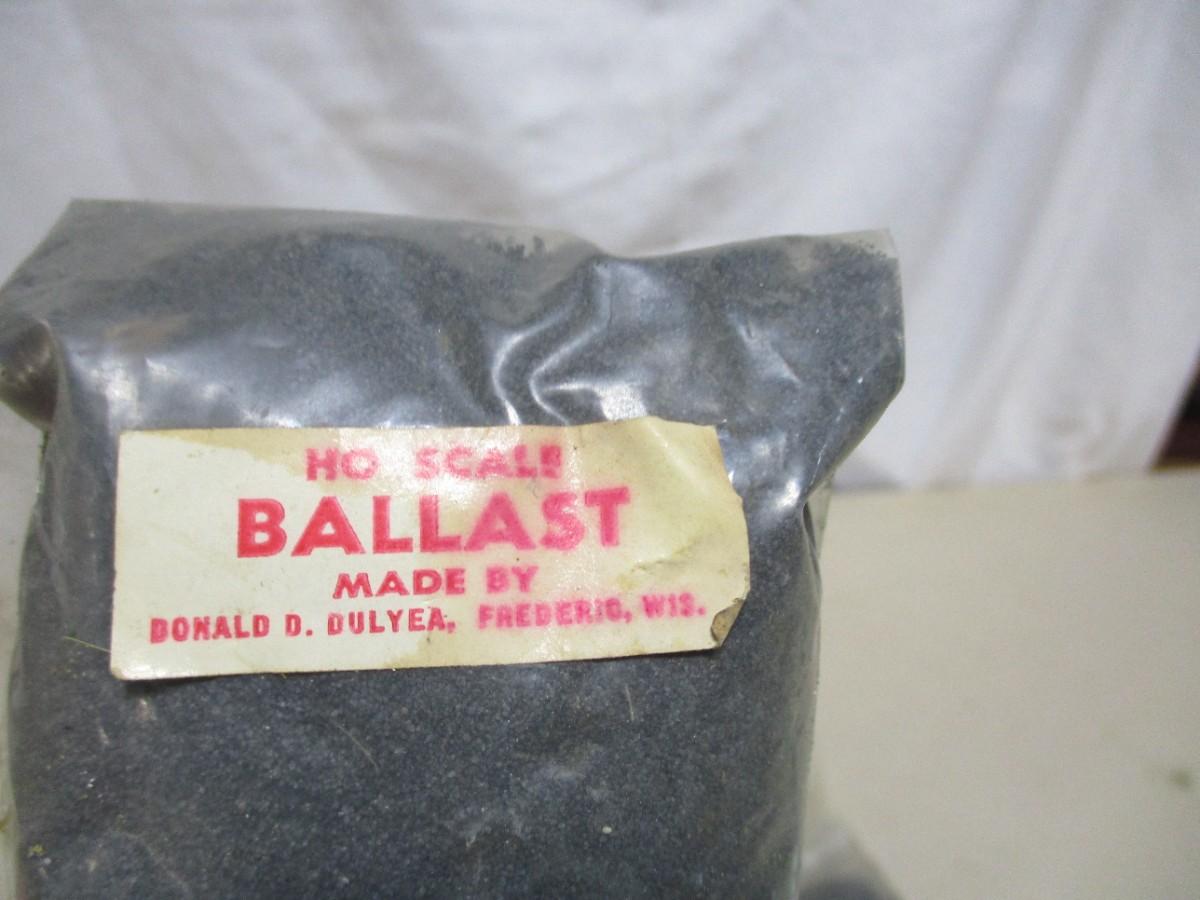 HO SCALE
BALLAST
MADE BY
DONALD D. DULYEA, FREDERIC, WIS.